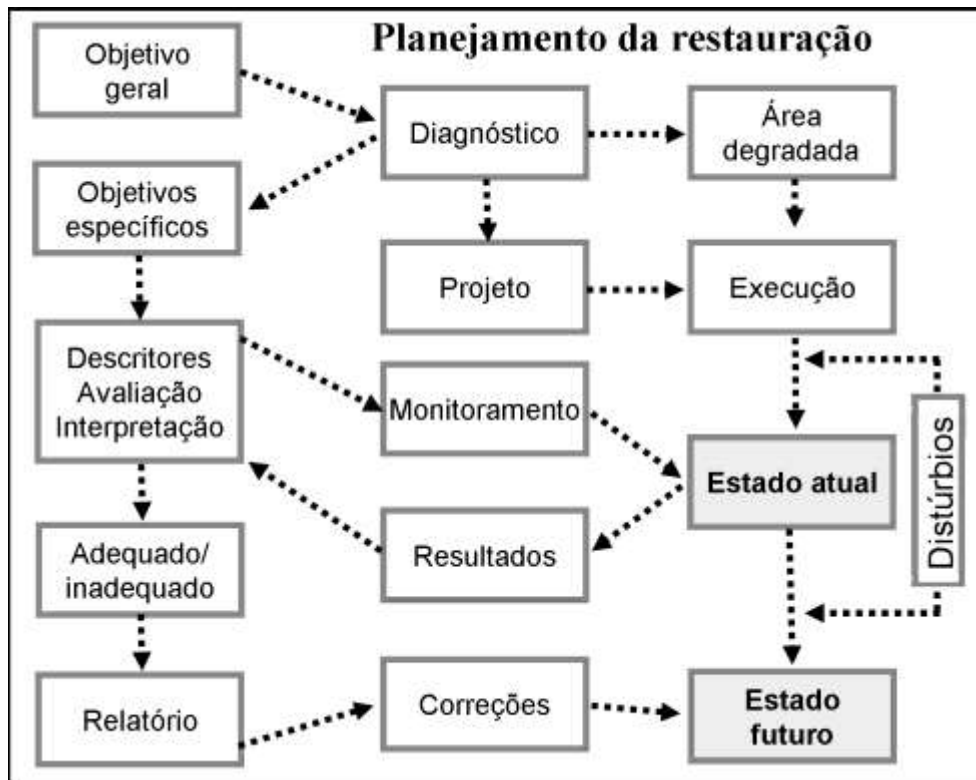 Planejamento da restauração
Objetivo
geral
Diagnóstico
Área
degradada
Objetivos
específicos
Projeto
Execução
Descritores
Avaliação
Interpretação
Monitoramento
Estado atual
Distúrbios
Adequado/
inadequado
Resultados
Relatório
Correções
Estado
futuro